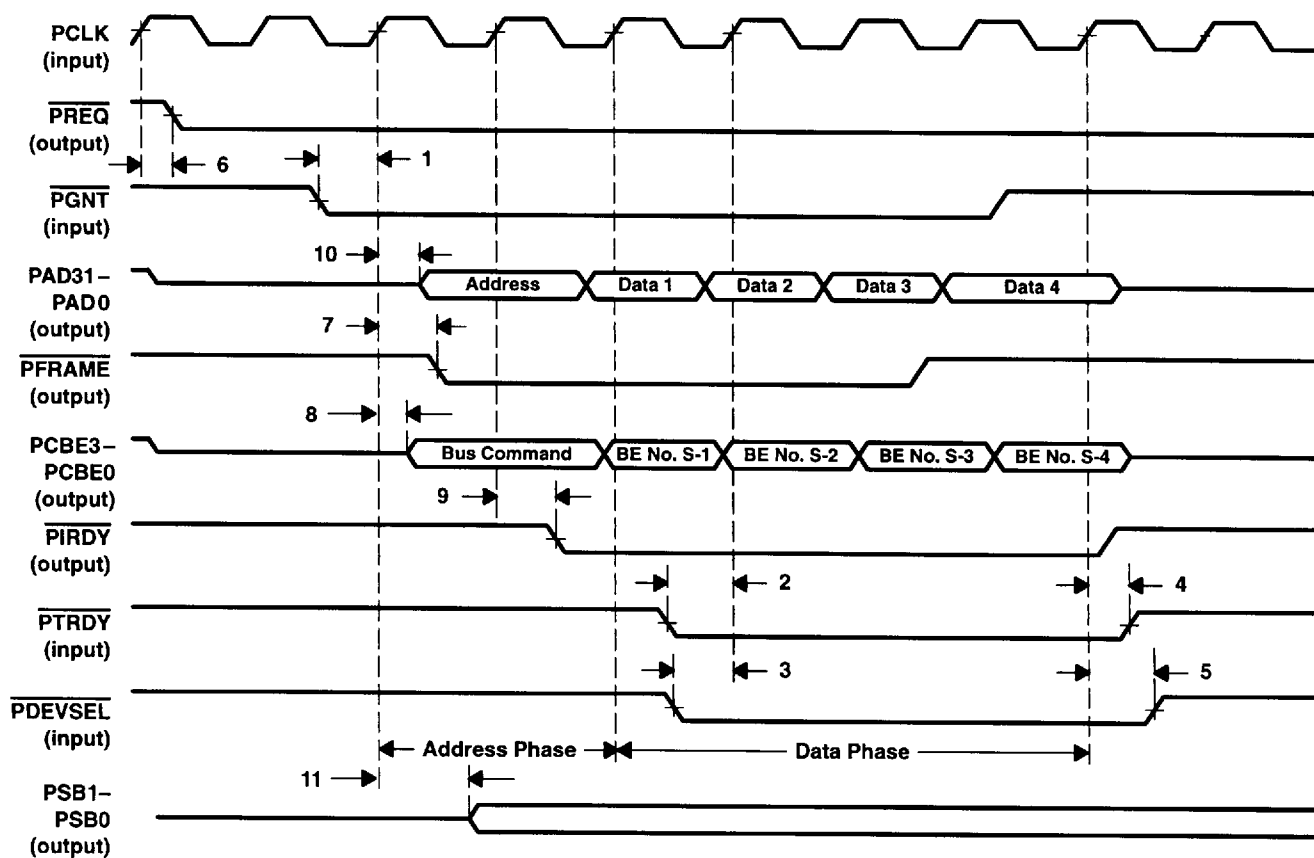 PCLK
(input)
PREQ
(output)
6
1
PGNT
(input)
10
PAD31–
PAD0
(output)
Address
Data 1
Data 2
Data 3
Data 4
7
PFRAME
(output)
8
PCBE3–
PCBE0
(output)
Bus Command
BE No. S-1
BE No. S-2
BE No. S-3
BE No. S-4
9
PIRDY
(output)
2
4
PTRDY
(input)
3
5
PDEVSEL
(input)
Address Phase
Data Phase
11
PSB1–
PSB0
(output)